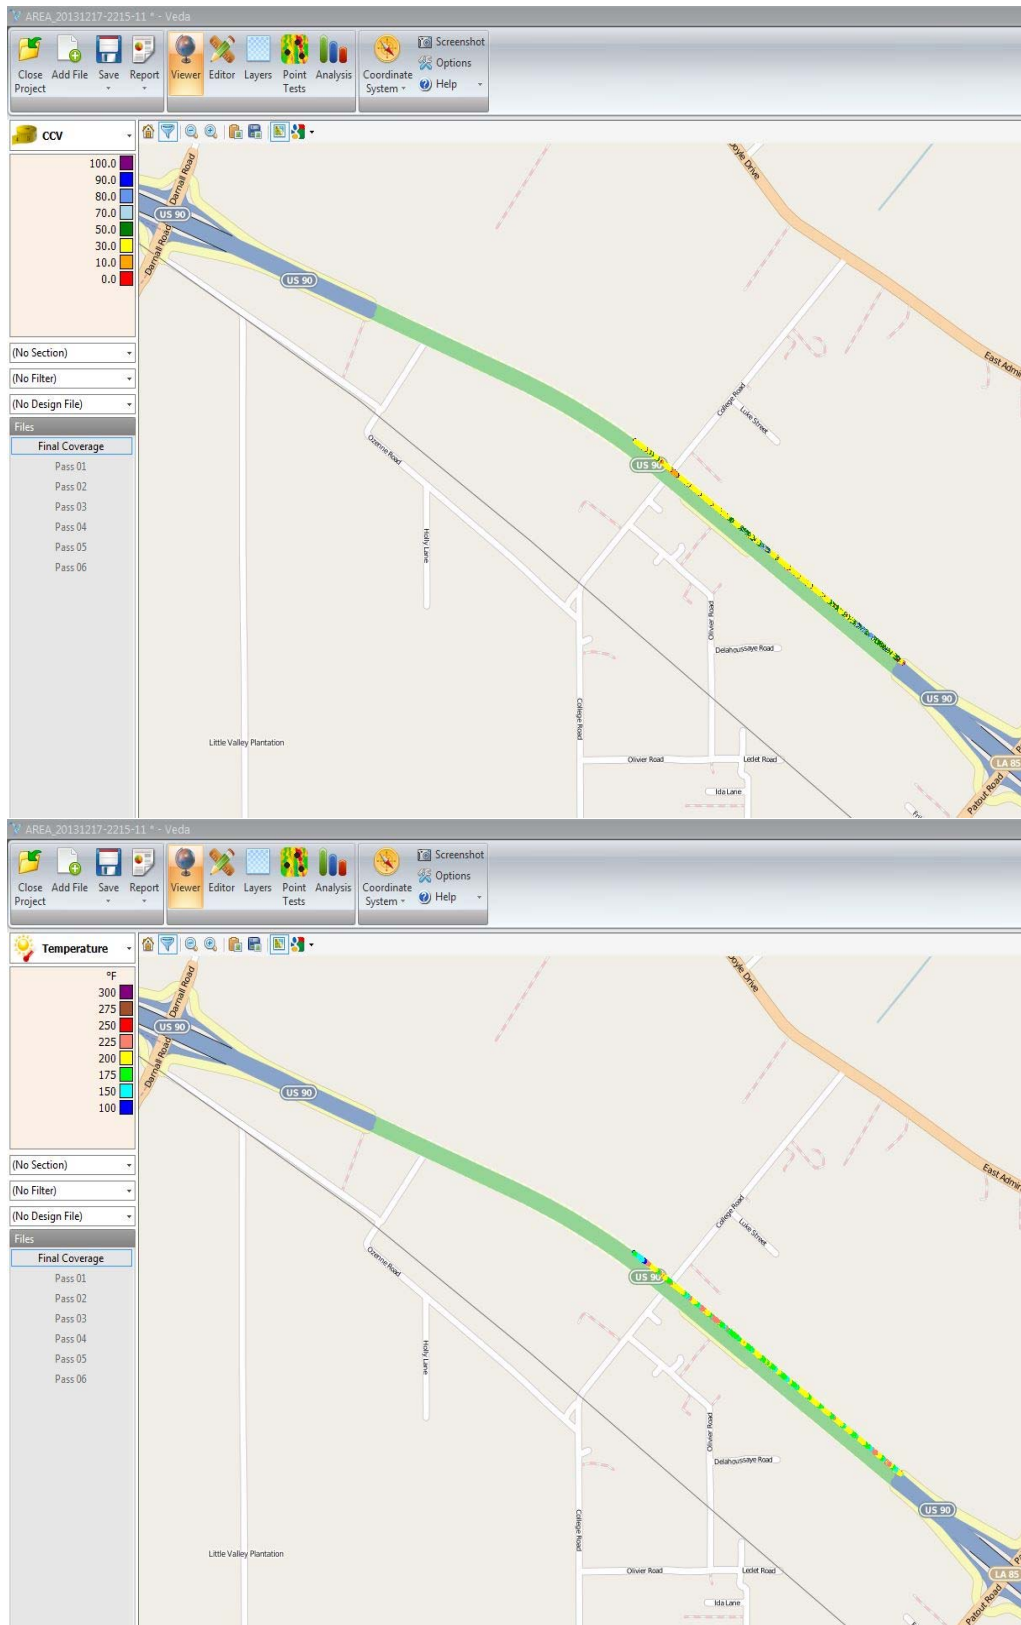 AREA_20131217-2215-11 * - Veda
Close Project
Add File
Save
Report
Viewer
Editor
Layers
Point Tests
Analysis
Coordinate System
Screenshot
Options
Help
CCV
100.0
90.0
80.0
70.0
50.0
30.0
10.0
0.0
(No Section)
(No Filter)
(No Design File)
Files
Final Coverage
Pass 01
Pass 02
Pass 03
Pass 04
Pass 05
Pass 06
Darnall Road
US 90
Darnall Road
US 90
oyle Drive
East Admir
College Road
Luke Street
Ozenne Road
US 90
Holly Lane
Olivier Road
Delahoussaye Road
College Road
US 90
Little Valley Plantation
Olivier Road
Ledet Road
Ida Lane
LA 85
Patout Road
AREA_20131217-2215-11 * - Veda
Close Project
Add File
Save
Report
Viewer
Editor
Layers
Point Tests
Analysis
Coordinate System
Screenshot
Options
Help
Temperature
°F
300
275
250
225
200
175
150
100
(No Section)
(No Filter)
(No Design File)
Files
Final Coverage
Pass 01
Pass 02
Pass 03
Pass 04
Pass 05
Pass 06
Darnall Road
US 90
Darnall Road
US 90
oyle Drive
East Admir
College Road
Luke Street
Ozenne Road
US 90
Holly Lane
Olivier Road
Delahoussaye Road
College Road
US 90
Little Valley Plantation
Olivier Road
Ledet Road
Ida Lane
LA 85
Patout Road